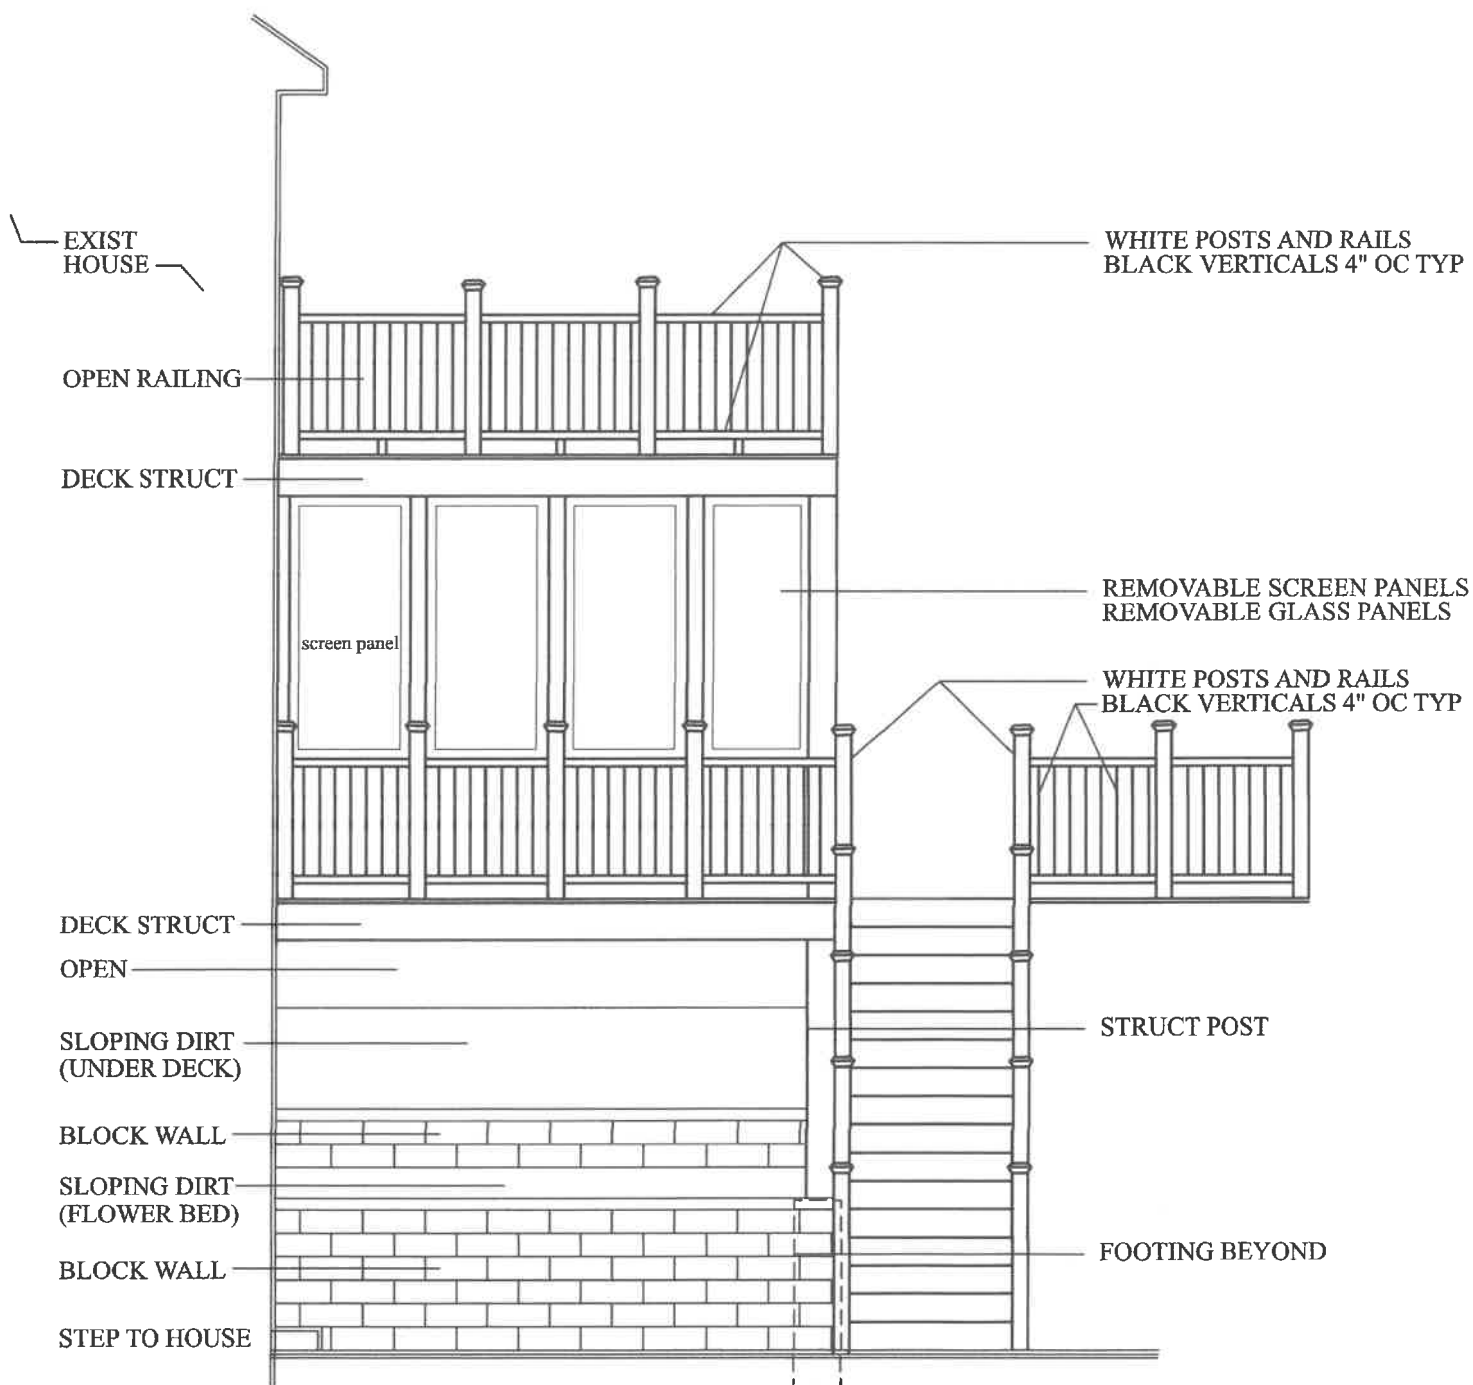 EXIST
HOUSE
WHITE POSTS AND RAILS
BLACK VERTICALS 4" OC TYP
OPEN RAILING
DECK STRUCT
REMOVABLE SCREEN PANELS
REMOVABLE GLASS PANELS
screen panel
WHITE POSTS AND RAILS
BLACK VERTICALS 4" OC TYP
DECK STRUCT
OPEN
STRUCT POST
SLOPING DIRT
(UNDER DECK)
BLOCK WALL
SLOPING DIRT
(FLOWER BED)
FOOTING BEYOND
BLOCK WALL
STEP TO HOUSE